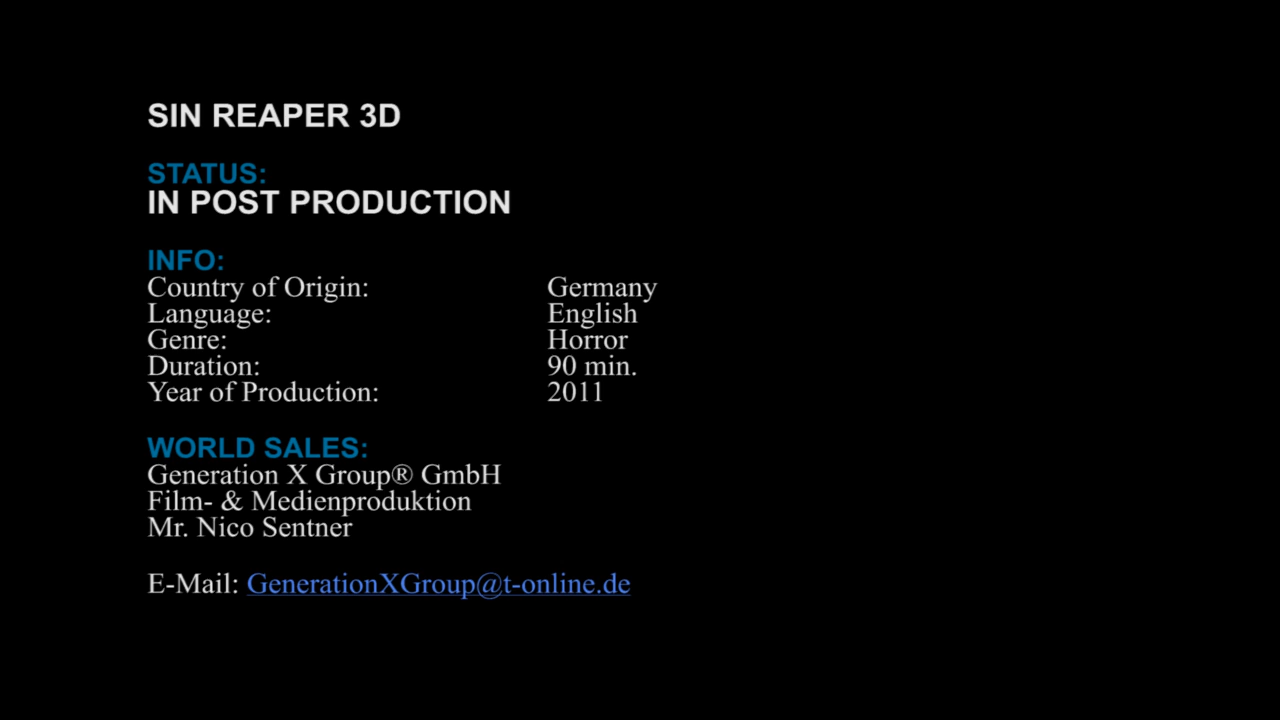 SIN REAPER 3D
STATUS:
IN POST PRODUCTION
INFO:
Country of Origin: Germany
Language: English
Genre: Horror
Duration: 90 min.
Year of Production: 2011
WORLD SALES:
Generation X Group® GmbH
Film- & Medienproduktion
Mr. Nico Sentner
E-Mail: GenerationXGroup@t-online.de